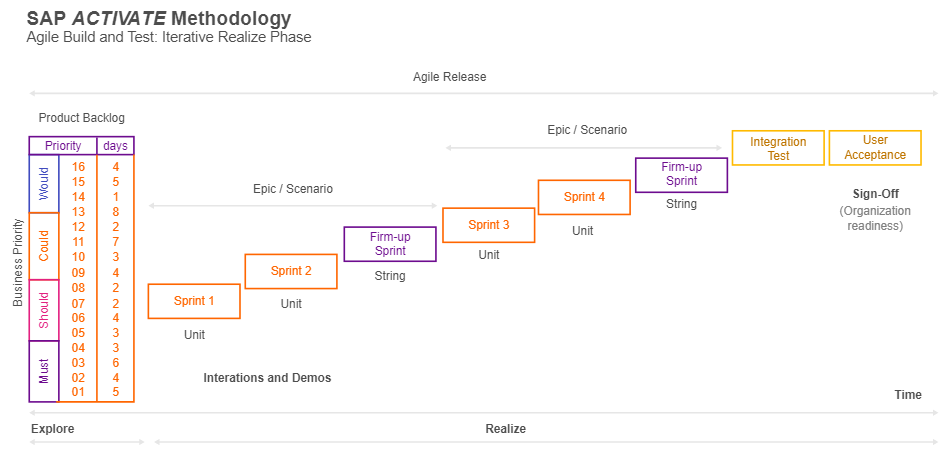 SAP ACTIVATE Methodology
Agile Build and Test: Iterative Realize Phase
Agile Release
Product Backlog
Priority days
Business Priority
Would
Could
Should
Must
16 4
15 5
14 1
13 8
12 2
11 7
10 3
09 4
08 2
07 2
06 4
05 3
04 3
03 6
02 4
01 5
Epic / Scenario
Sprint 1
Unit
Sprint 2
Unit
Firm-up
Sprint
String
Epic / Scenario
Sprint 3
Unit
Sprint 4
Unit
Firm-up
Sprint
String
Integration
Test
User
Acceptance
Sign-Off
(Organization
readiness)
Interations and Demos
Time
Explore
Realize